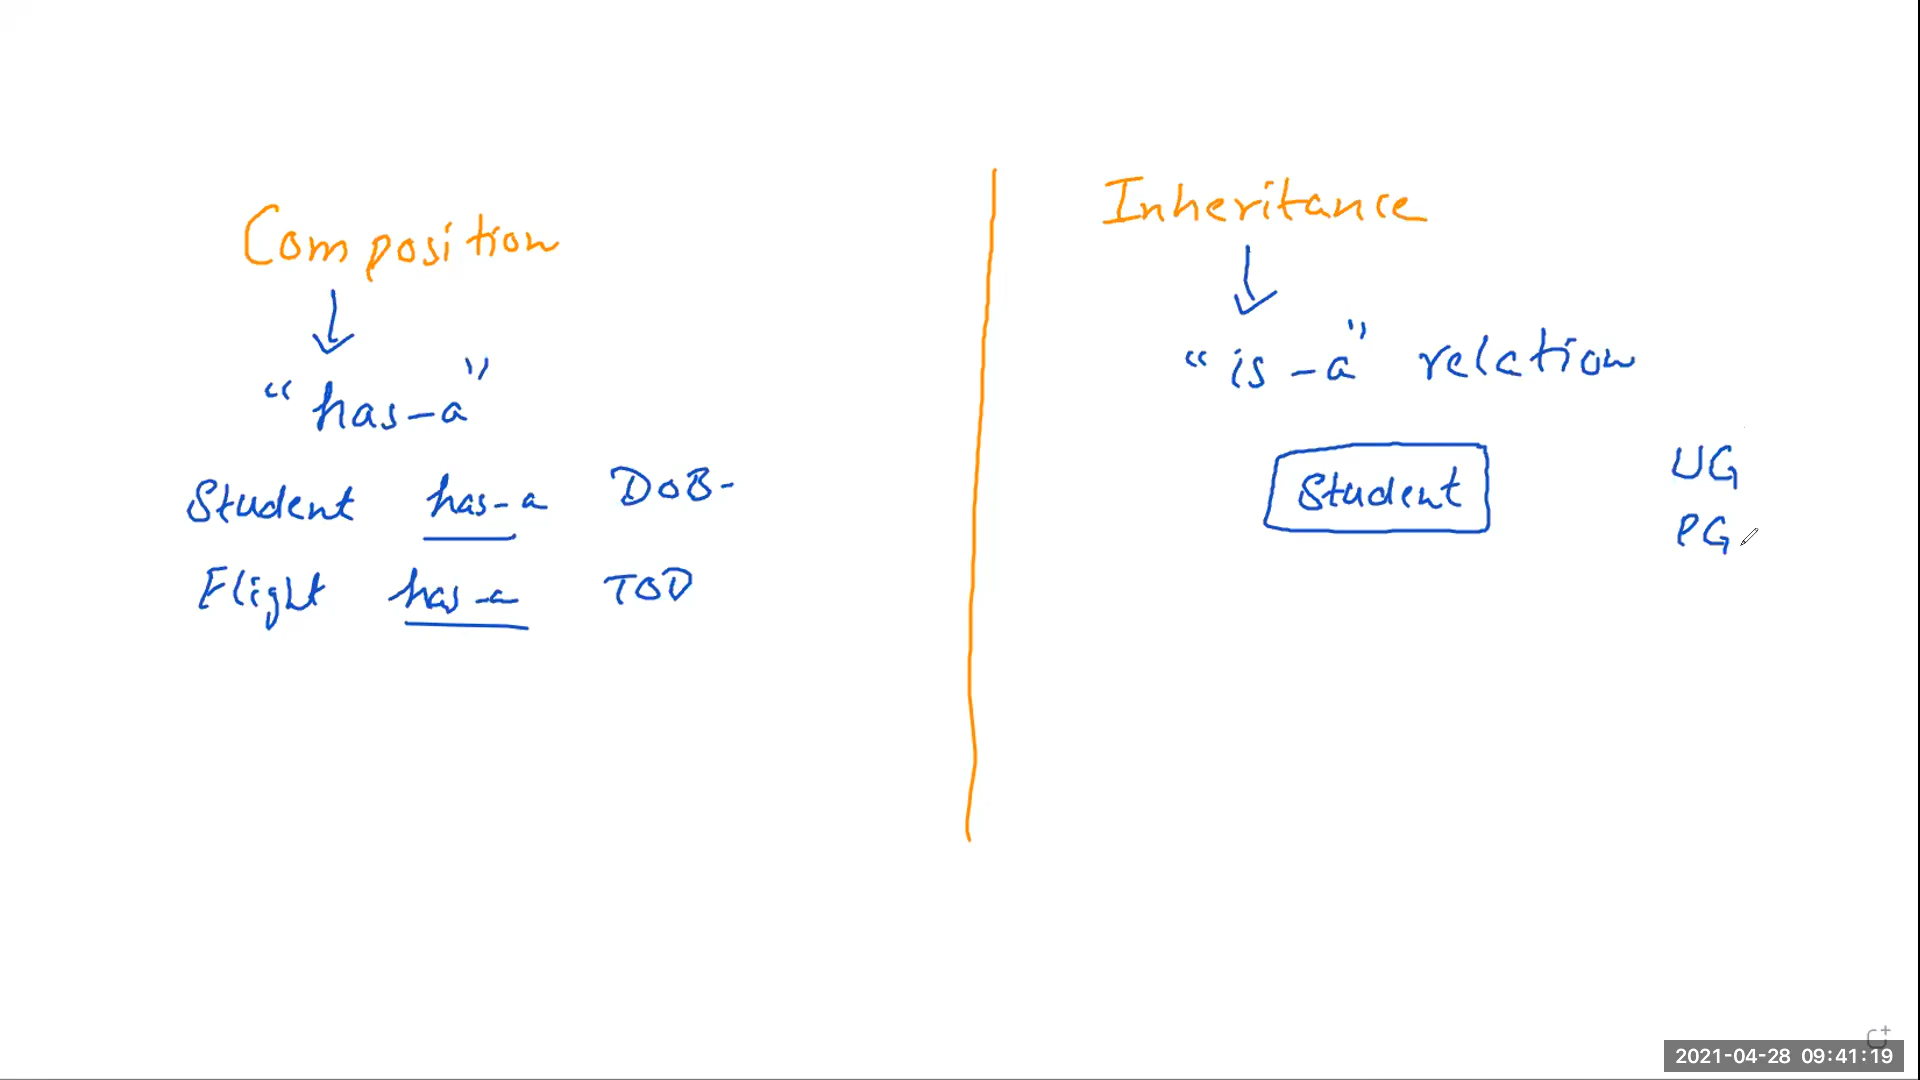 Composition
"has-a"
Student has-a DOB-
Flight has-a TOD
Inheritance
"is-a" relation
Student
UG
PG
2021-04-28 09:41:19